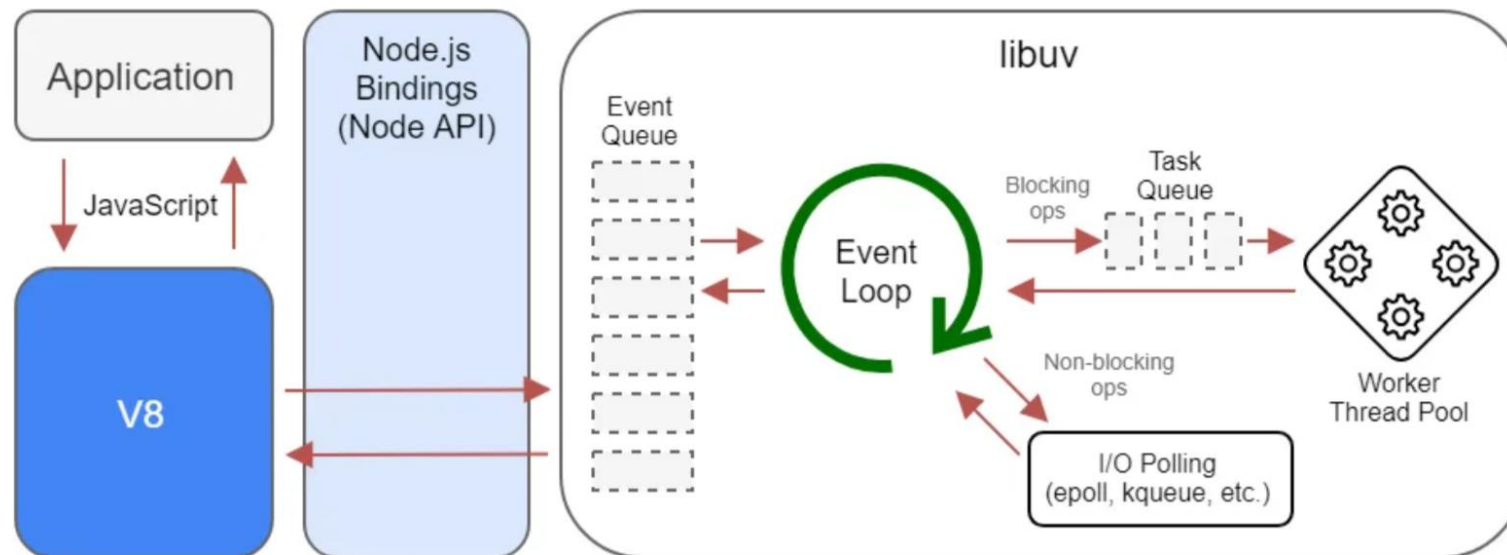 Application
JavaScript
V8
Node.js
Bindings
(Node API)
libuv
Event
Queue
Event
Loop
Blocking
ops
Task
Queue
Worker
Thread Pool
Non-blocking
ops
I/O Polling
(epoll, kqueue, etc.)